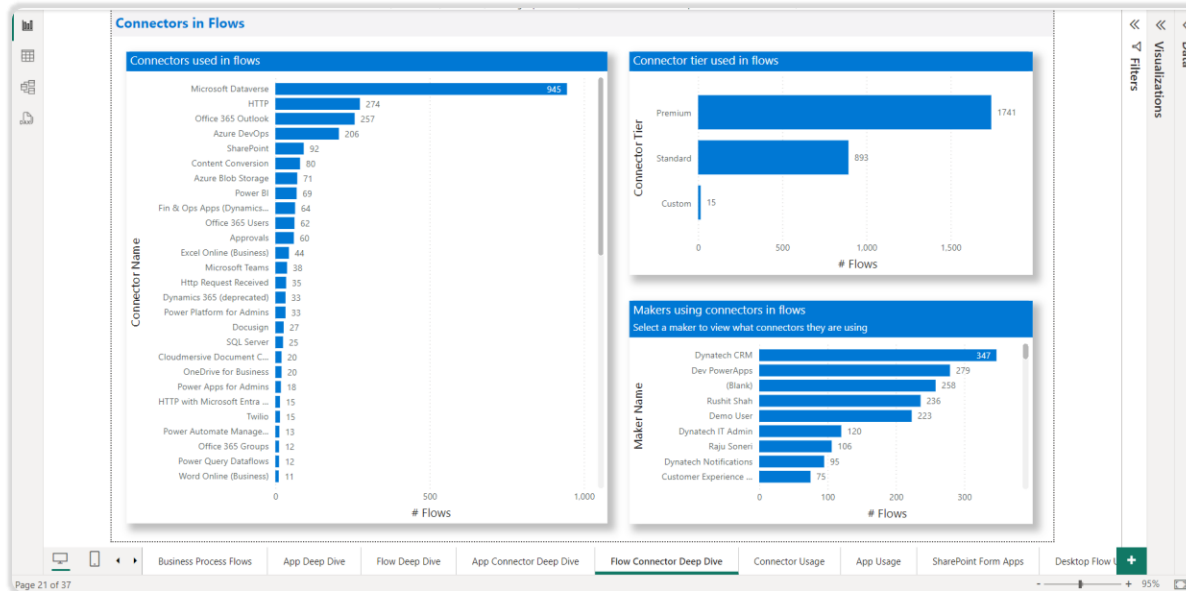 Connectors in Flows
Connectors used in flows
Connector Name
Microsoft Dataverse 945
HTTP 274
Office 365 Outlook 257
Azure DevOps 206
SharePoint 92
Content Conversion 80
Azure Blob Storage 71
Power BI 69
Fin & Ops Apps (Dynamics... 64
Office 365 Users 62
Approvals 60
Excel Online (Business) 44
Microsoft Teams 38
Http Request Received 35
Dynamics 365 (deprecated) 33
Power Platform for Admins 33
Docusign 27
SQL Server 25
Cloudmersive Document C... 20
OneDrive for Business 20
Power Apps for Admins 18
HTTP with Microsoft Entra ... 15
Twilio 15
Power Automate Manage... 13
Office 365 Groups 12
Power Query Dataflows 12
Word Online (Business) 11
0 500 1,000
# Flows
Connector tier used in flows
Connector Tier
Premium 1741
Standard 893
Custom 15
0 500 1,000 1,500
# Flows
Makers using connectors in flows
Select a maker to view what connectors they are using
Maker Name
Dynatech CRM 347
Dev PowerApps 279
(Blank) 258
Rushit Shah 236
Demo User 223
Dynatech IT Admin 120
Raju Soneri 106
Dynatech Notifications 95
Customer Experience ... 75
0 100 200 300
# Flows
Filters
Visualizations
Data
Business Process Flows App Deep Dive Flow Deep Dive App Connector Deep Dive Flow Connector Deep Dive Connector Usage App Usage SharePoint Form Apps Desktop Flow
Page 21 of 37
- + 95%